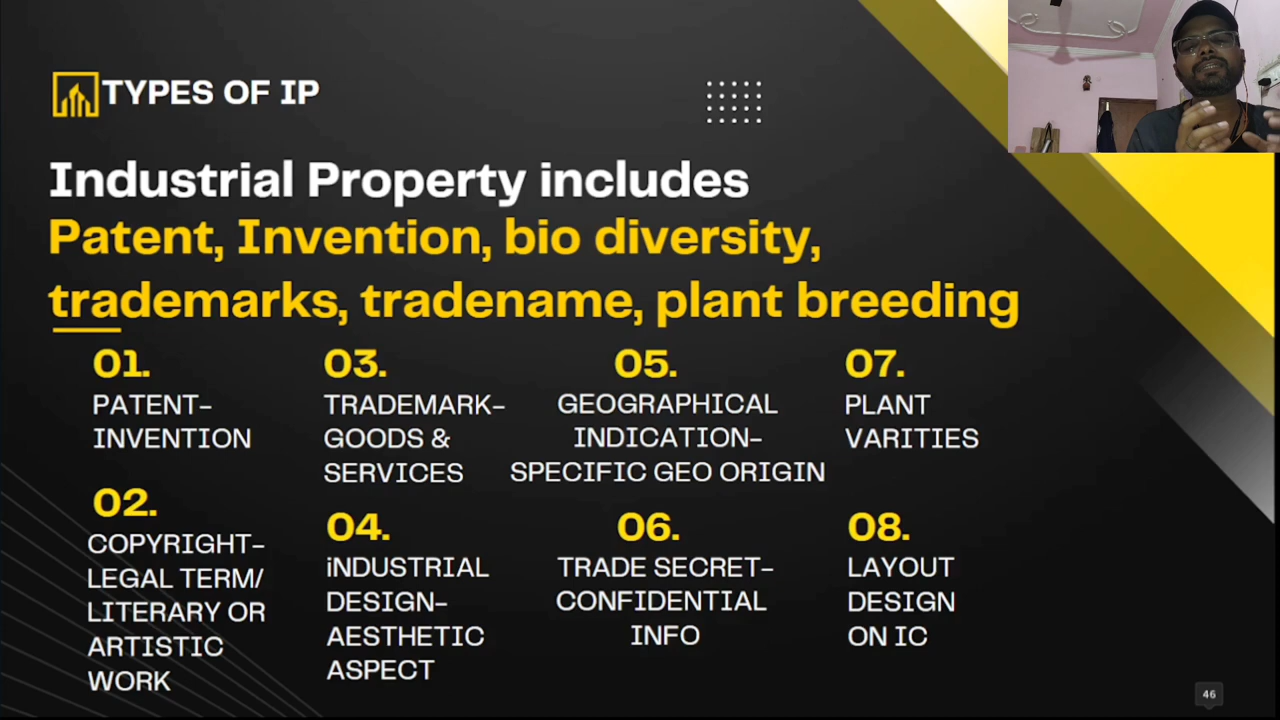 TYPES OF IP
Industrial Property includes
Patent, Invention, bio diversity,
trademarks, tradename, plant breeding
01.
PATENT-
INVENTION
02.
COPYRIGHT-
LEGAL TERM/
LITERARY OR
ARTISTIC
WORK
03.
TRADEMARK-
GOODS &
SERVICES
04.
iNDUSTRIAL
DESIGN-
AESTHETIC
ASPECT
05.
GEOGRAPHICAL
INDICATION-
SPECIFIC GEO ORIGIN
06.
TRADE SECRET-
CONFIDENTIAL
INFO
07.
PLANT
VARITIES
08.
LAYOUT
DESIGN
ON IC
46